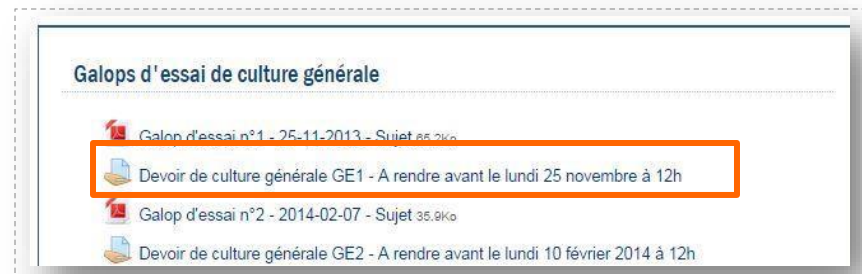 Galops d'essai de culture générale
Galop d'essai n°1 - 25-11-2013 - Sujet 65.2Ko
Devoir de culture générale GE1 - A rendre avant le lundi 25 novembre à 12h
Galop d'essai n°2 - 2014-02-07 - Sujet 35.9Ko
Devoir de culture générale GE2 - A rendre avant le lundi 10 février 2014 à 12h